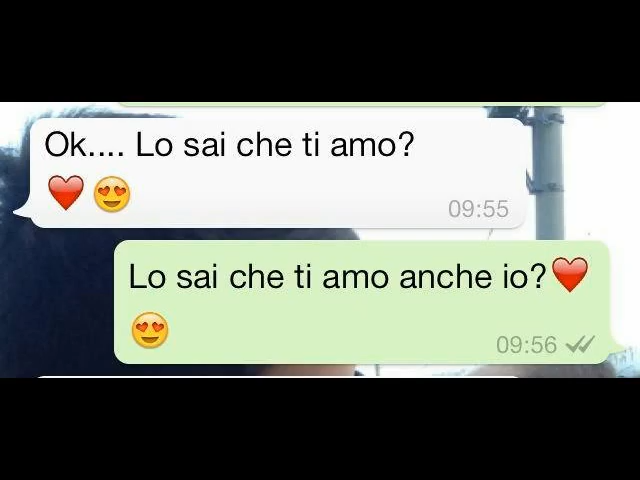 Ok.... Lo sai che ti amo?
❤️ 😍
09:55
Lo sai che ti amo anche io?❤️
😍
09:56